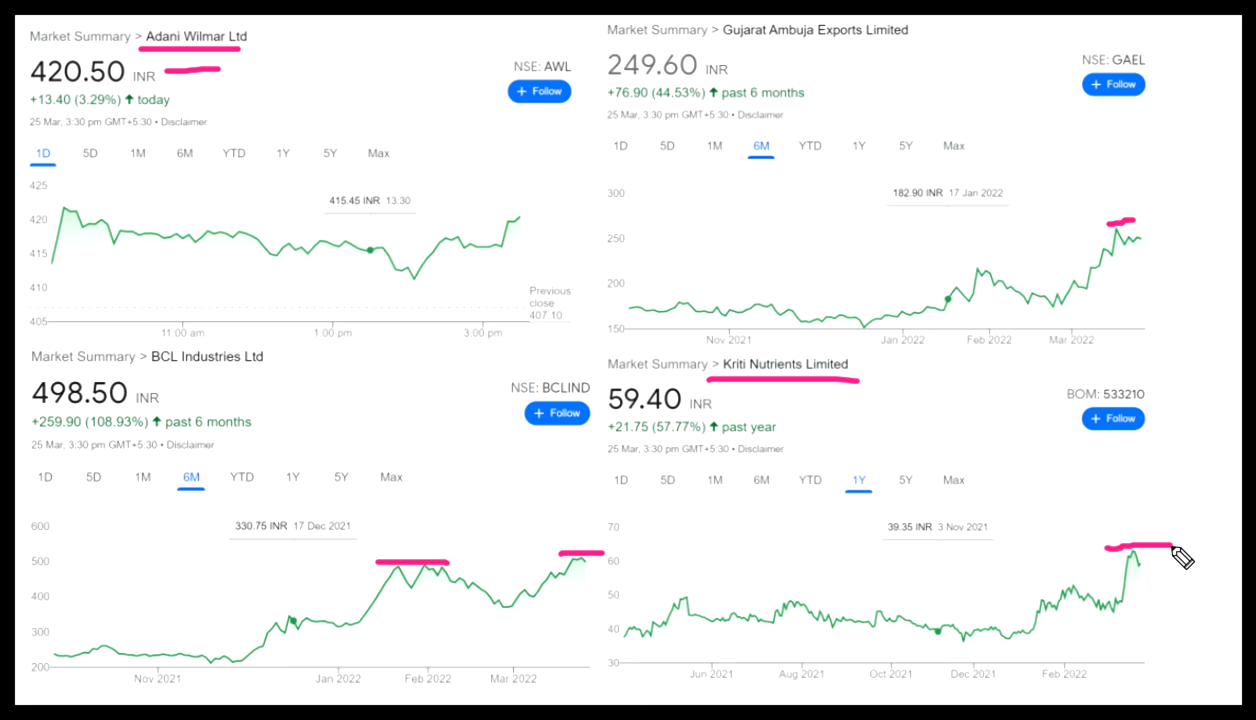 Market Summary > Adani Wilmar Ltd
420.50 INR
NSE: AWL
+ Follow
+13.40 (3.29%) ↑ today
25 Mar, 3:30 pm GMT+5:30 • Disclaimer
1D 5D 1M 6M YTD 1Y 5Y Max
425
420
415
410
405
415.45 INR 13:30
Previous
close
407.10
11:00 am 1:00 pm 3:00 pm
Market Summary > Gujarat Ambuja Exports Limited
249.60 INR
NSE: GAEL
+ Follow
+76.90 (44.53%) ↑ past 6 months
25 Mar, 3:30 pm GMT+5:30 • Disclaimer
1D 5D 1M 6M YTD 1Y 5Y Max
300
250
200
150
182.90 INR 17 Jan 2022
Nov 2021 Jan 2022 Feb 2022 Mar 2022
Market Summary > BCL Industries Ltd
498.50 INR
NSE: BCLIND
+ Follow
+259.90 (108.93%) ↑ past 6 months
25 Mar, 3:30 pm GMT+5:30 • Disclaimer
1D 5D 1M 6M YTD 1Y 5Y Max
600
500
400
300
200
330.75 INR 17 Dec 2021
Nov 2021 Jan 2022 Feb 2022 Mar 2022
Market Summary > Kriti Nutrients Limited
59.40 INR
BOM: 533210
+ Follow
+21.75 (57.77%) ↑ past year
25 Mar, 3:30 pm GMT+5:30 • Disclaimer
1D 5D 1M 6M YTD 1Y 5Y Max
70
60
50
40
30
39.35 INR 3 Nov 2021
Jun 2021 Aug 2021 Oct 2021 Dec 2021 Feb 2022